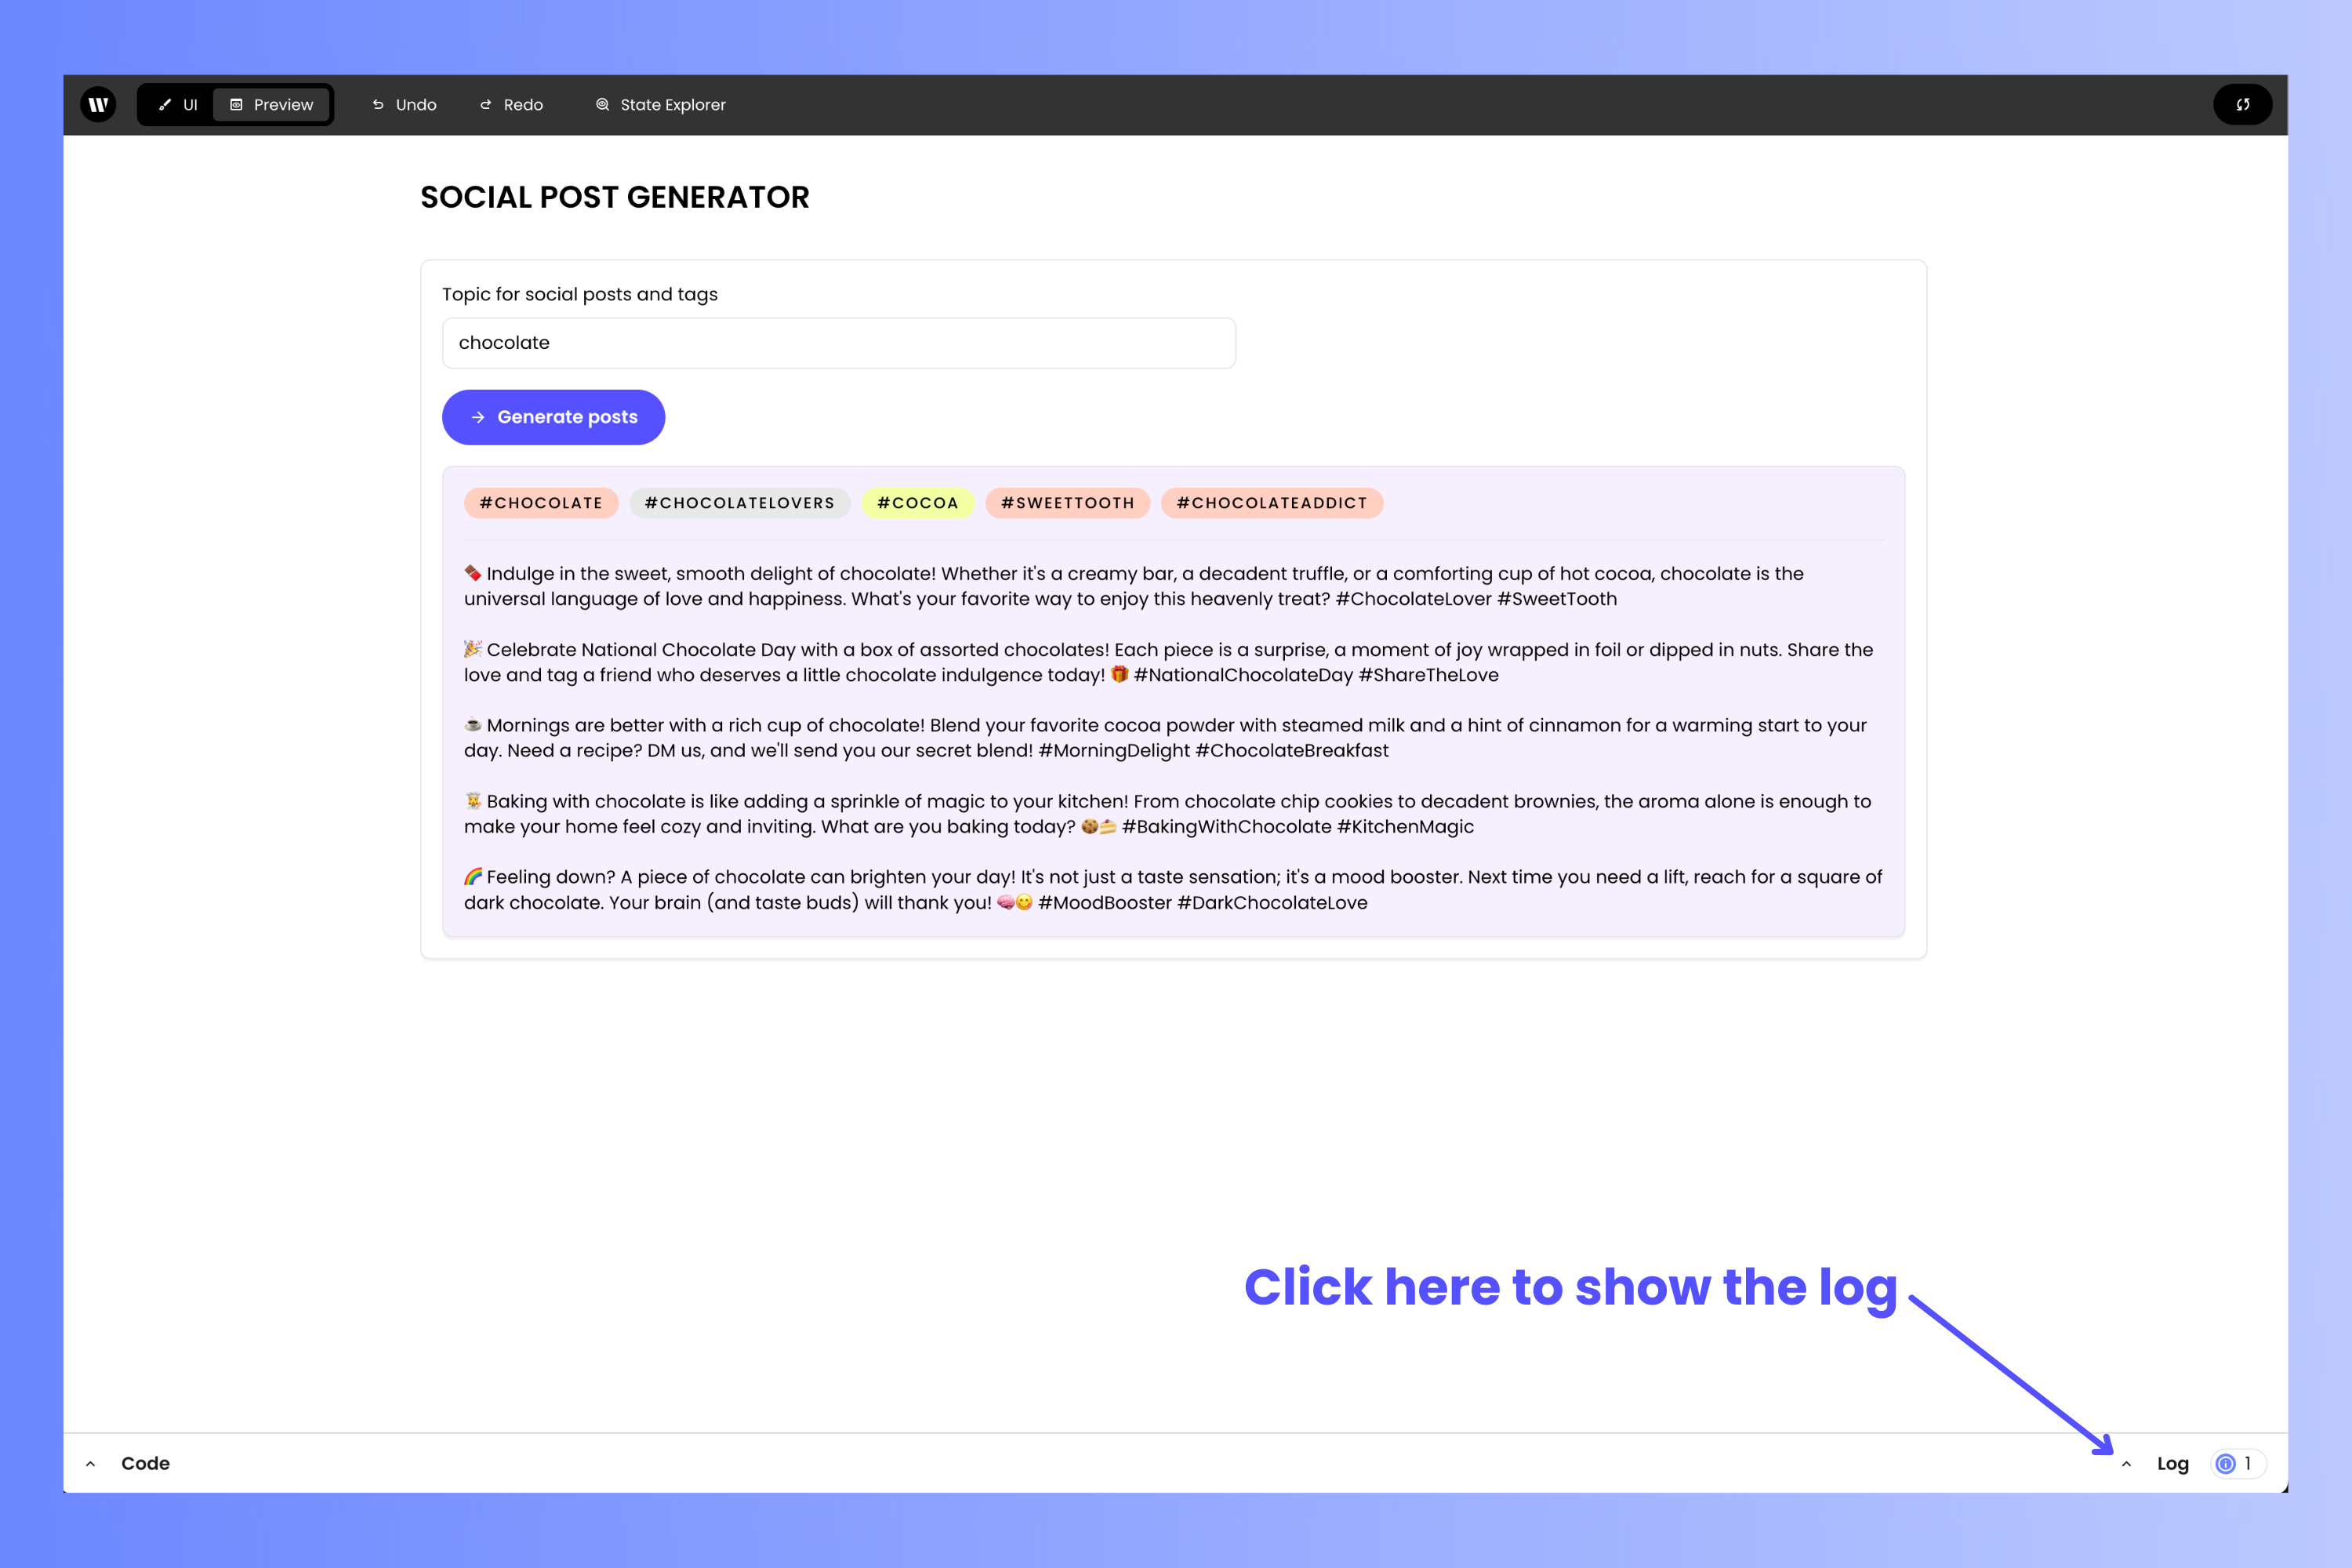 UI Preview Undo Redo State Explorer
SOCIAL POST GENERATOR
Topic for social posts and tags
chocolate
→ Generate posts
#CHOCOLATE #CHOCOLATELOVERS #COCOA #SWEETTOOTH #CHOCOLATEADDICT
🍫 Indulge in the sweet, smooth delight of chocolate! Whether it's a creamy bar, a decadent truffle, or a comforting cup of hot cocoa, chocolate is the
universal language of love and happiness. What's your favorite way to enjoy this heavenly treat? #ChocolateLover #SweetTooth
🎉 Celebrate National Chocolate Day with a box of assorted chocolates! Each piece is a surprise, a moment of joy wrapped in foil or dipped in nuts. Share the
love and tag a friend who deserves a little chocolate indulgence today! 🎁 #NationalChocolateDay #ShareTheLove
☕ Mornings are better with a rich cup of chocolate! Blend your favorite cocoa powder with steamed milk and a hint of cinnamon for a warming start to your
day. Need a recipe? DM us, and we'll send you our secret blend! #MorningDelight #ChocolateBreakfast
👩‍🍳 Baking with chocolate is like adding a sprinkle of magic to your kitchen! From chocolate chip cookies to decadent brownies, the aroma alone is enough to
make your home feel cozy and inviting. What are you baking today? 🍪🍰 #BakingWithChocolate #KitchenMagic
🌈 Feeling down? A piece of chocolate can brighten your day! It's not just a taste sensation; it's a mood booster. Next time you need a lift, reach for a square of
dark chocolate. Your brain (and taste buds) will thank you! 🧠😋 #MoodBooster #DarkChocolateLove
Click here to show the log
Code
Log 1